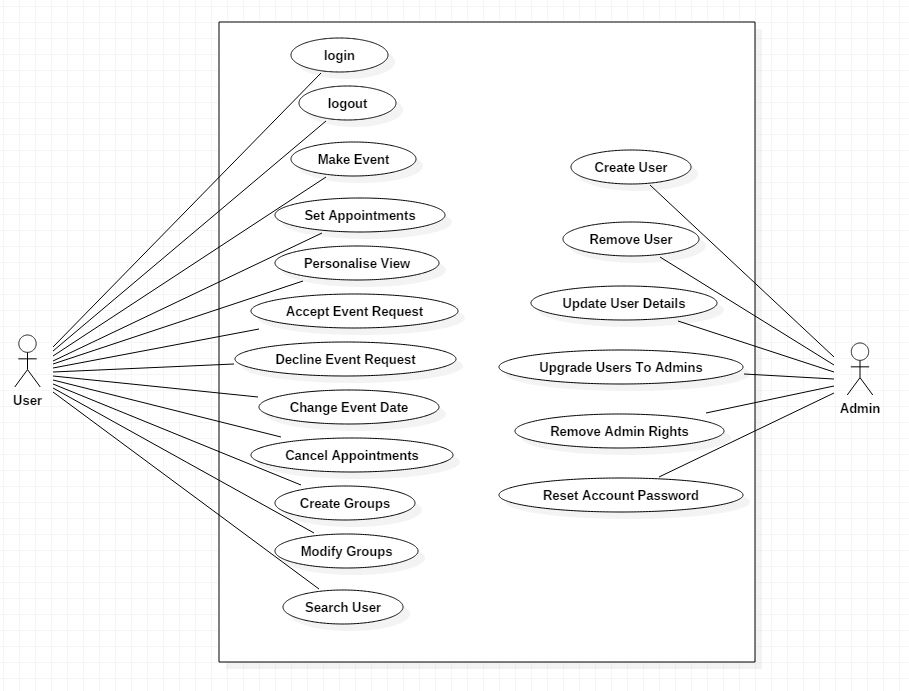 login
logout
Make Event
Set Appointments
Personalise View
Accept Event Request
Decline Event Request
Change Event Date
Cancel Appointments
Create Groups
Modify Groups
Search User
Create User
Remove User
Update User Details
Upgrade Users To Admins
Remove Admin Rights
Reset Account Password
User
Admin